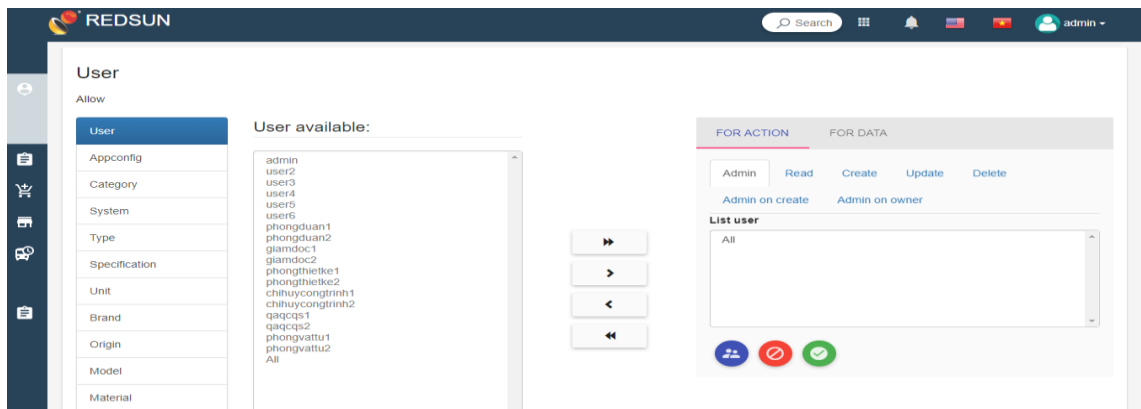 REDSUN
Search
admin
User
Allow
User
Appconfig
Category
System
Type
Specification
Unit
Brand
Origin
Model
Material
User available:
admin
user2
user3
user4
user5
user6
phongduan1
phongduan2
giamdoc1
giamdoc2
phongthietke1
phongthietke2
chihuycongtrinh1
chihuycongtrinh2
qaqcqs1
qaqcqs2
phongvattu1
phongvattu2
All
FOR ACTION FOR DATA
Admin Read Create Update Delete
Admin on create Admin on owner
List user
All